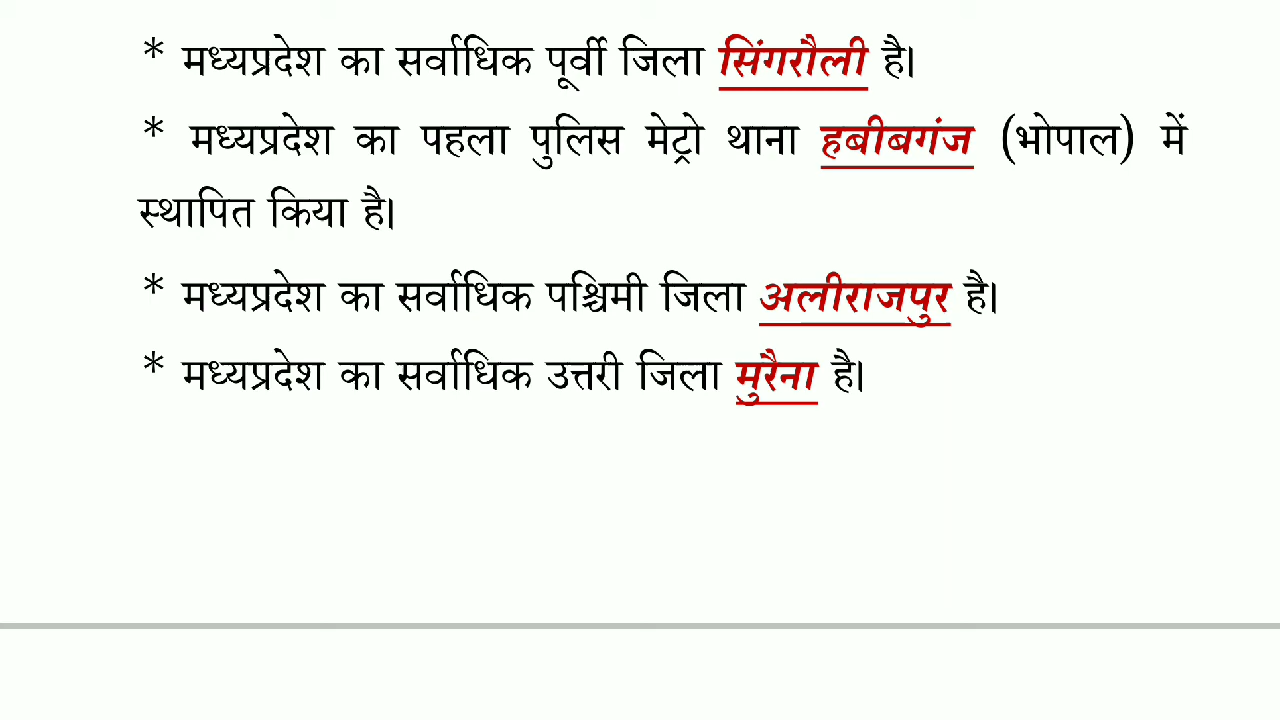 * मध्यप्रदेश का सर्वाधिक पूर्वी जिला सिंगरौली है।
* मध्यप्रदेश का पहला पुलिस मेट्रो थाना हबीबगंज (भोपाल) में
स्थापित किया है।
* मध्यप्रदेश का सर्वाधिक पश्चिमी जिला अलीराजपुर है।
* मध्यप्रदेश का सर्वाधिक उत्तरी जिला मुरैना है।